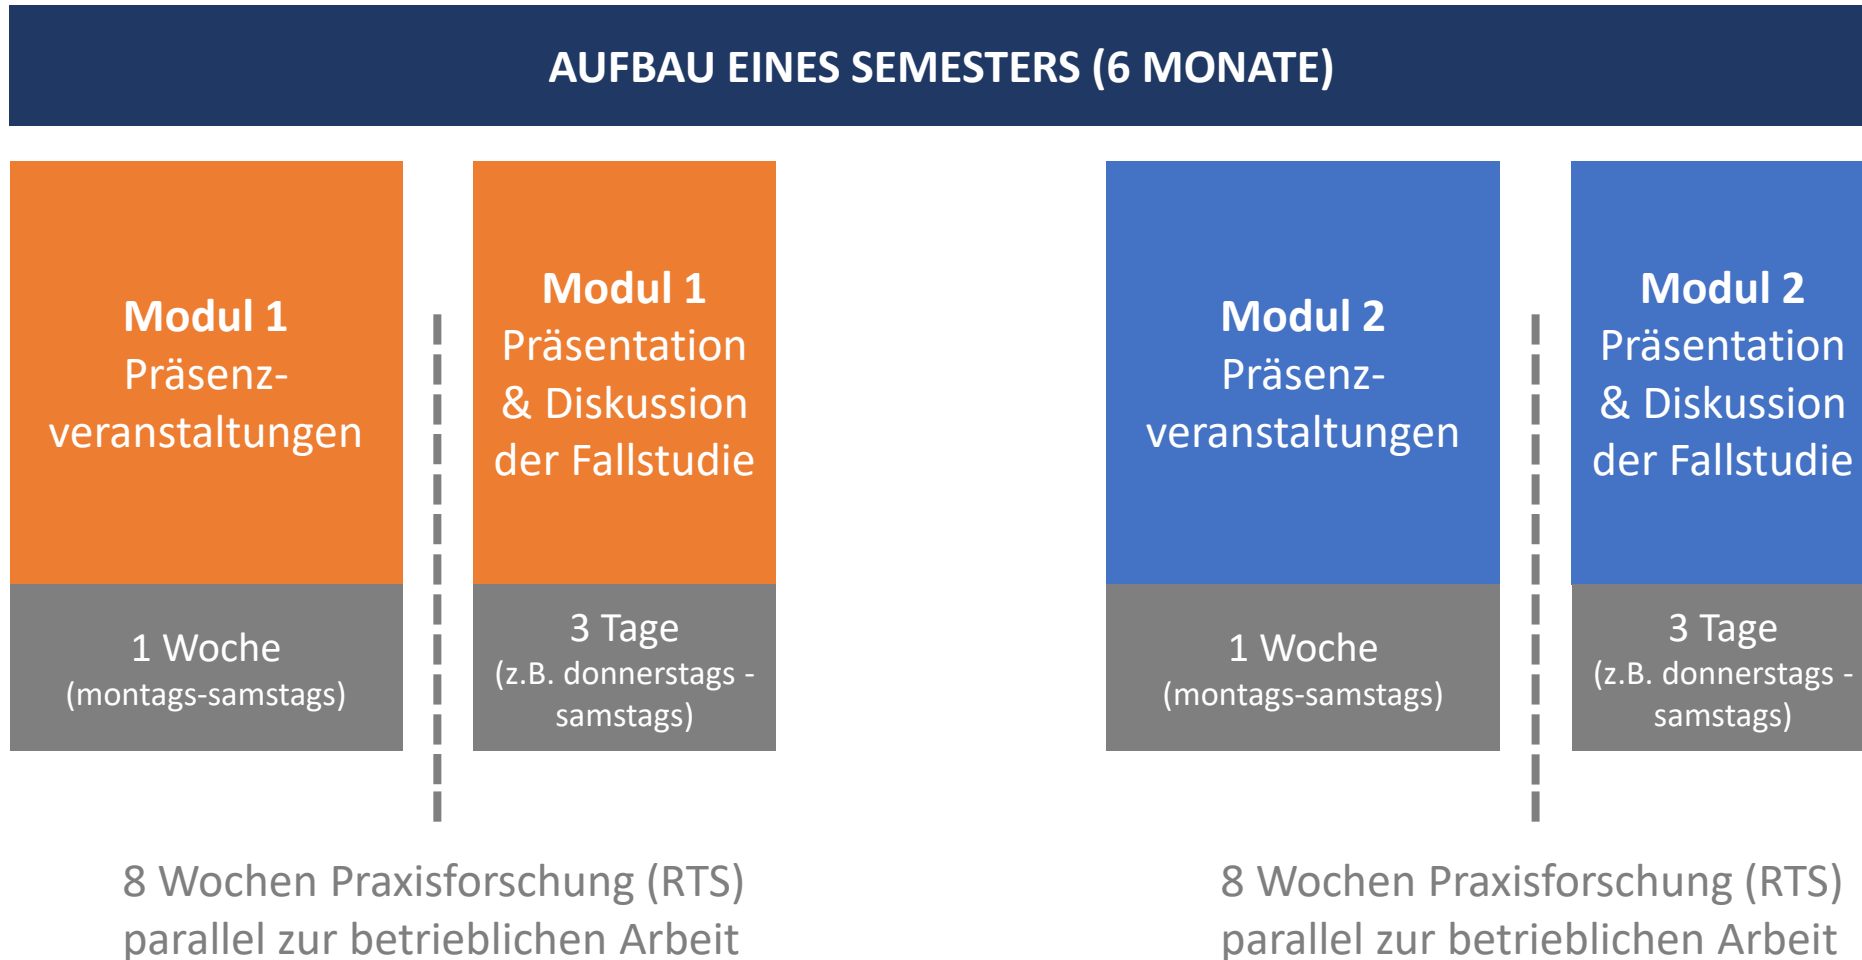 AUFBAU EINES SEMESTERS (6 MONATE)
Modul 1
Präsenz-
veranstaltungen
1 Woche
(montags-samstags)
Modul 1
Präsentation
& Diskussion
der Fallstudie
3 Tage
(z.B. donnerstags -
samstags)
8 Wochen Praxisforschung (RTS)
parallel zur betrieblichen Arbeit
Modul 2
Präsenz-
veranstaltungen
1 Woche
(montags-samstags)
Modul 2
Präsentation
& Diskussion
der Fallstudie
3 Tage
(z.B. donnerstags -
samstags)
8 Wochen Praxisforschung (RTS)
parallel zur betrieblichen Arbeit